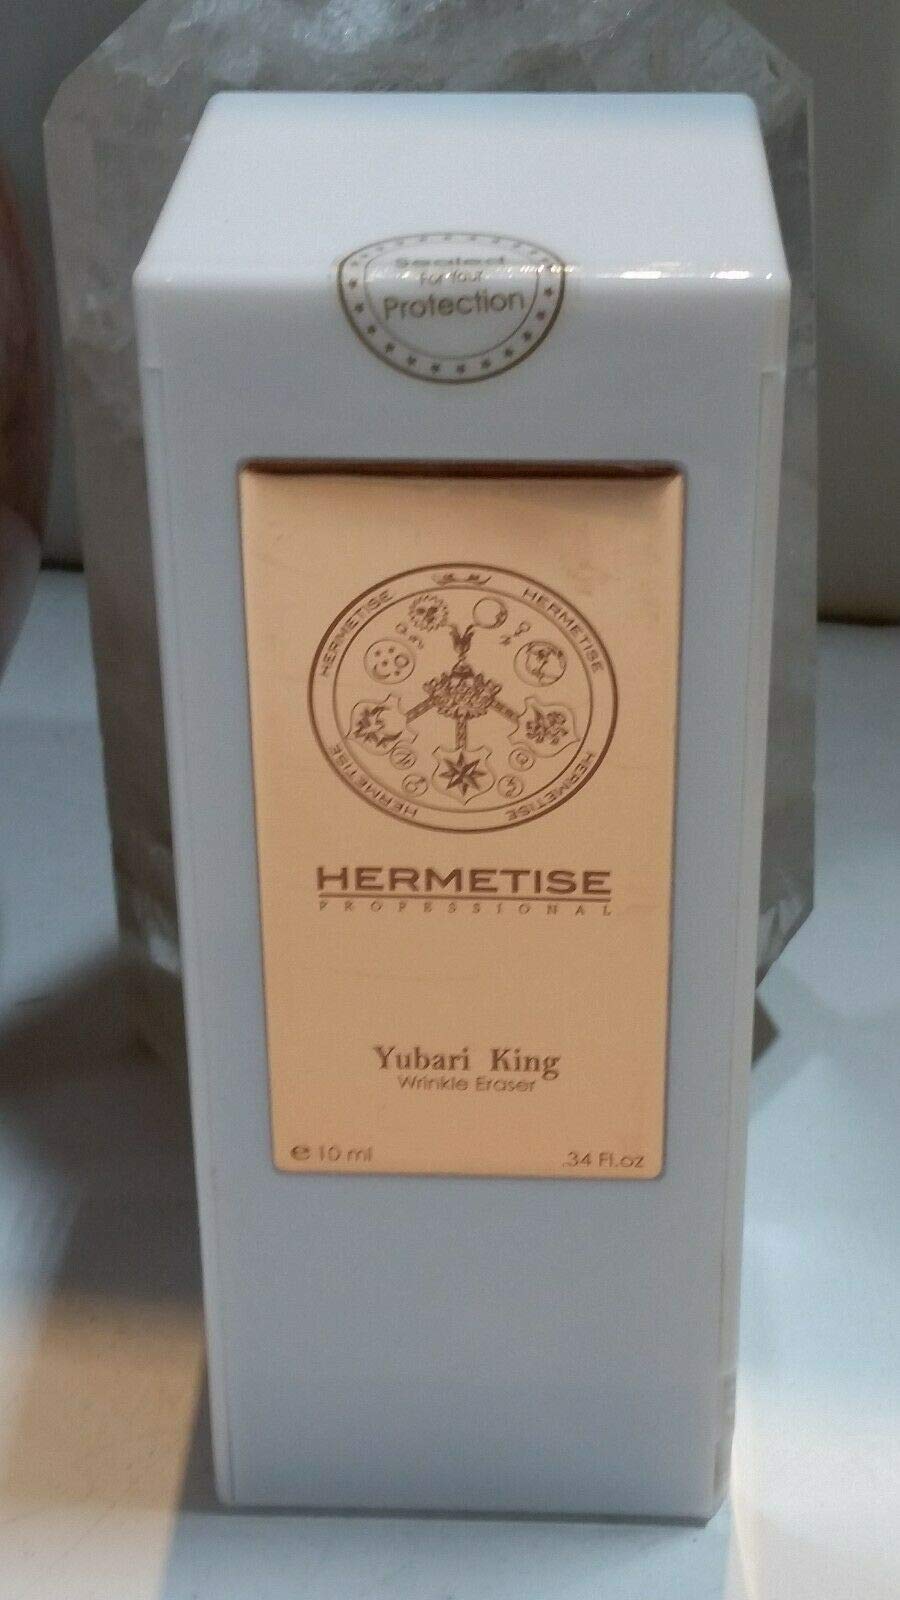 Sealed
For Your
Protection
HERMETISE HERMETISE
HERMETISE HERMETISE
HERMETISE
PROFESSIONAL
Yubari King
Wrinkle Eraser
e 10 ml .34 Fl.oz